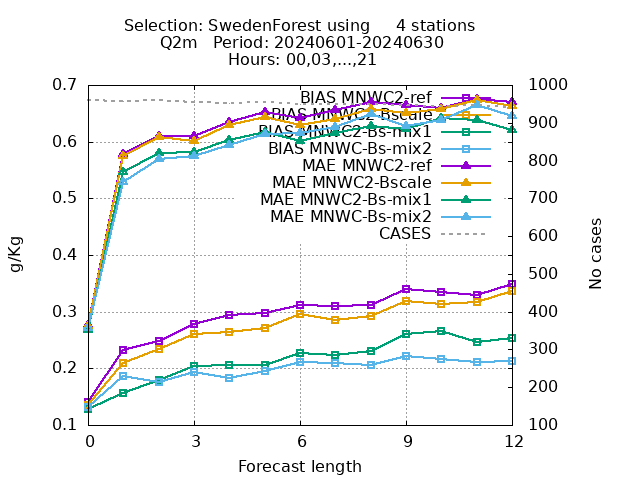 Selection: SwedenForest using     4 stations
Q2m   Period: 20240601-20240630
Hours: 00,03,...,21
0.7
0.6
0.5
0.4
0.3
0.2
0.1
g/Kg
BIAS MNWC2-ref
BIAS MNWC2-Bscale
BIAS MNWC2-Bs-mix1
BIAS MNWC-Bs-mix2
MAE MNWC2-ref
MAE MNWC2-Bscale
MAE MNWC2-Bs-mix1
MAE MNWC-Bs-mix2
CASES
1000
900
800
700
600
500
400
300
200
100
No cases
0 3 6 9 12
Forecast length